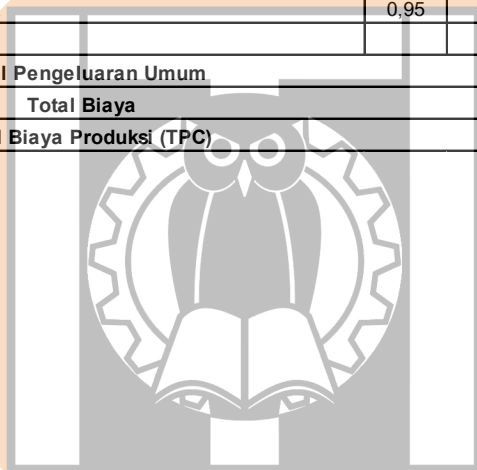 0,95
l Pengeluaran Umum
Total Biaya
l Biaya Produksi (TPC)